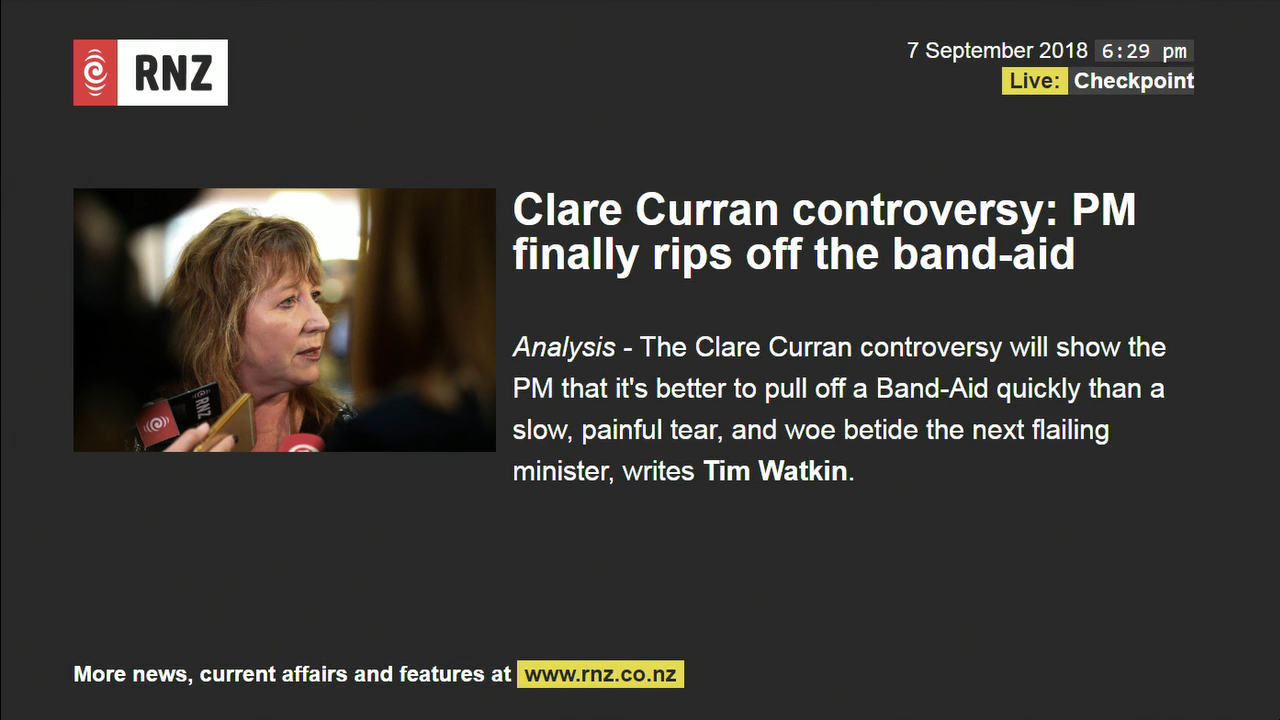 RNZ
7 September 2018 6:29 pm
Live: Checkpoint
Clare Curran controversy: PM
finally rips off the band-aid
Analysis - The Clare Curran controversy will show the
PM that it's better to pull off a Band-Aid quickly than a
slow, painful tear, and woe betide the next flailing
minister, writes Tim Watkin.
RNZ
More news, current affairs and features at www.rnz.co.nz